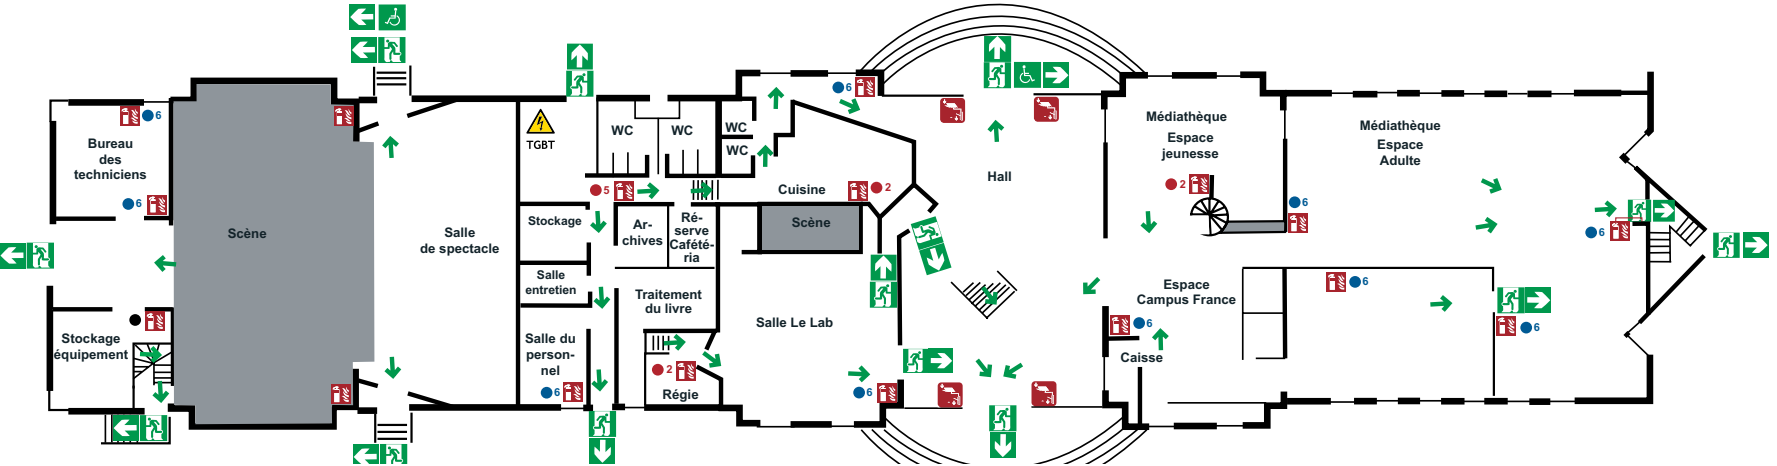 6
Bureau
des
techniciens
6
Scène
Stockage
équipement
Salle
de spectacle
TGBT
WC
WC
WC
WC
5
Stockage
Salle
entretien
Salle du
person-
nel
6
Ar-
chives
Ré-
serve
Cafété-
ria
Traitement
du livre
2
Régie
6
Cuisine
2
Scène
Salle Le Lab
6
Hall
Médiathèque
Espace
jeunesse
2
6
Espace
Campus France
6
Caisse
Médiathèque
Espace
Adulte
6
6
6